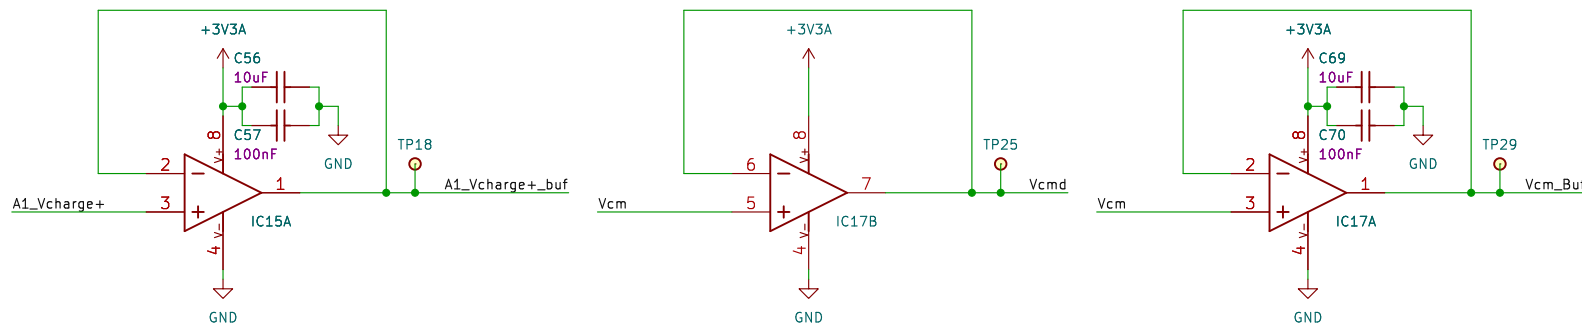 +3V3A
C56
10uF
C57
100nF
GND
8
V+
2
3
1
4
V-
TP18
A1_Vcharge+
A1_Vcharge+_buf
IC15A
GND
+3V3A
8
V+
6
5
7
4
V-
TP25
Vcm
Vcmd
IC17B
GND
+3V3A
C69
10uF
C70
100nF
GND
8
V+
2
3
1
4
V-
TP29
Vcm
Vcm_Buf
IC17A
GND